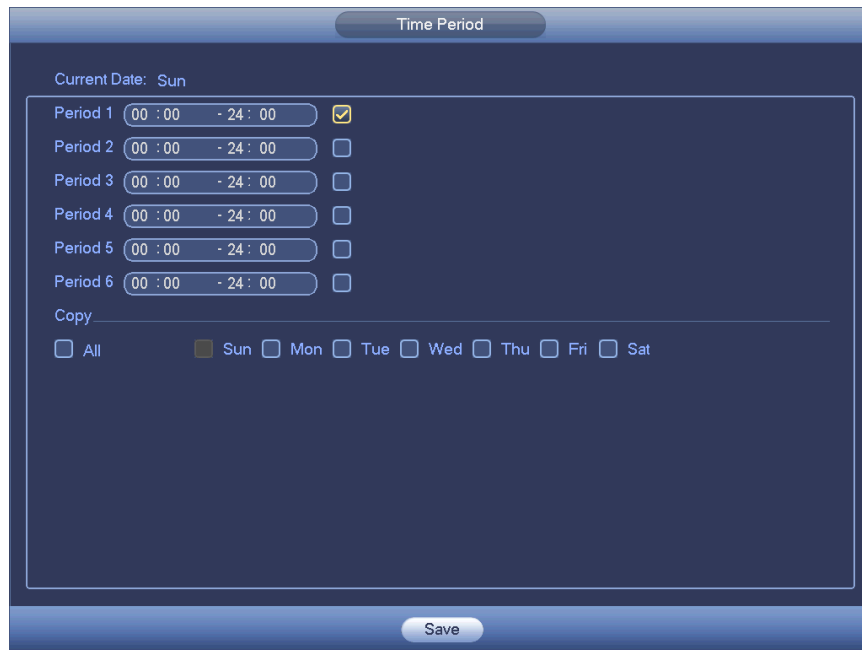 Time Period
Current Date: Sun
Period 1 00 :00 - 24 : 00
Period 2 00 :00 - 24 : 00
Period 3 00 :00 - 24 : 00
Period 4 00 :00 - 24 : 00
Period 5 00 :00 - 24 : 00
Period 6 00 :00 - 24 : 00
Copy
All Sun Mon Tue Wed Thu Fri Sat
Save